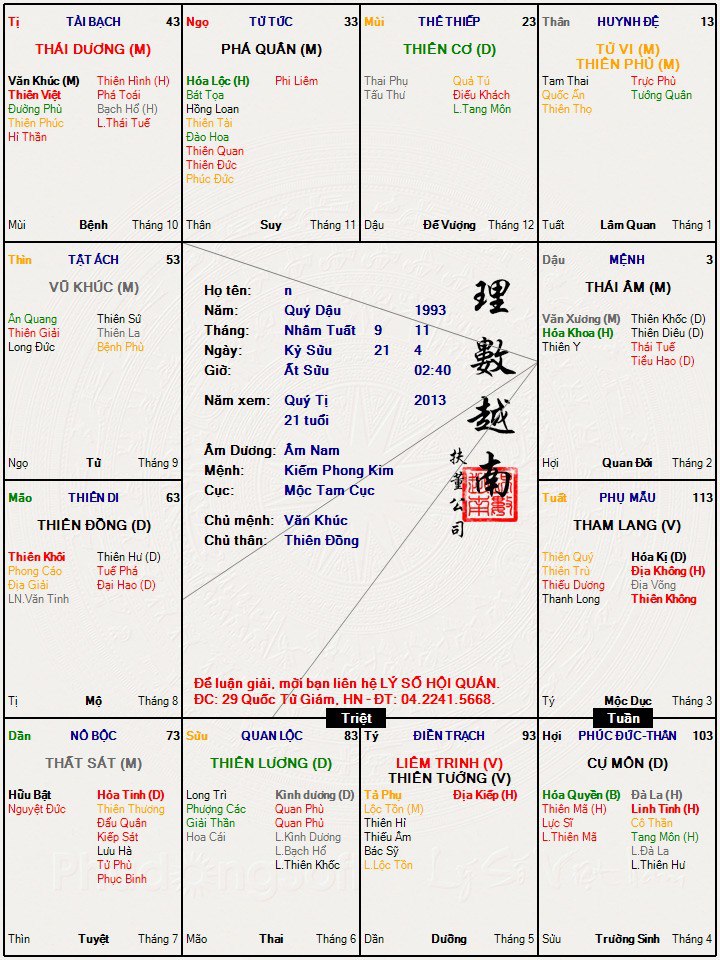 Tị TÀI BẠCH 43
THÁI DƯƠNG (M)
Văn Khúc (M) Thiên Hình (H)
Thiên Việt Phá Toái
Đường Phù Bạch Hổ (H)
Thiên Phúc L.Thái Tuế
Hỉ Thần
Mùi Bệnh Tháng 10
Ngọ TỬ TỨC 33
PHÁ QUÂN (M)
Hóa Lộc (H) Phi Liêm
Bát Tọa
Hồng Loan
Thiên Tài
Đào Hoa
Thiên Quan
Thiên Đức
Phúc Đức
Thân Suy Tháng 11
Mùi THÊ THIẾP 23
THIÊN CƠ (D)
Thai Phụ Quả Tú
Tấu Thư Điếu Khách
L.Tang Môn
Dậu Đế Vượng Tháng 12
Thân HUYNH ĐỆ 13
TỬ VI (M)
THIÊN PHỦ (M)
Tam Thai Trực Phù
Quốc Ấn Tướng Quân
Thiên Thọ
Tuất Lâm Quan Tháng 1
Thìn TẬT ÁCH 53
VŨ KHÚC (M)
Ân Quang Thiên Sứ
Thiên Giải Thiên La
Long Đức Bệnh Phù
Ngọ Tử Tháng 9
Họ tên: n
Năm: Quý Dậu 1993
Tháng: Nhâm Tuất 9 11
Ngày: Kỷ Sửu 21 4
Giờ: Ất Sửu 02:40
Năm xem: Quý Tị 2013
21 tuổi
Âm Dương: Âm Nam
Mệnh: Kiếm Phong Kim
Cục: Mộc Tam Cục
Chủ mệnh: Văn Khúc
Chủ thân: Thiên Đồng
理數越南
扶董公司
Để luận giải, mời bạn liên hệ LÝ SỐ HỘI QUÁN.
ĐC: 29 Quốc Tử Giám, HN - ĐT: 04.2241.5668.
Dậu MỆNH 3
THÁI ÂM (M)
Văn Xương (M) Thiên Khốc (D)
Hóa Khoa (H) Thiên Diêu (D)
Thiên Y Thái Tuế
Tiểu Hao (D)
Hợi Quan Đới Tháng 2
Mão THIÊN DI 63
THIÊN ĐỒNG (D)
Thiên Khôi Thiên Hư (D)
Phong Cáo Tuế Phá
Địa Giải Đại Hao (D)
LN.Văn Tinh
Tị Mộ Tháng 8
Tuất PHỤ MẪU 113
THAM LANG (V)
Thiên Quý Hóa Kị (D)
Thiên Trù Địa Không (H)
Thiếu Dương Địa Võng
Thanh Long Thiên Không
Tý Mộc Dục Tháng 3
Triệt
Tuần
Dần NÔ BỘC 73
THẤT SÁT (M)
Hữu Bật Hỏa Tinh (D)
Nguyệt Đức Thiên Thương
Đẩu Quân
Kiếp Sát
Lưu Hà
Tử Phù
Phục Binh
Thìn Tuyệt Tháng 7
Sửu QUAN LỘC 83
THIÊN LƯƠNG (D)
Long Trì Kình dương (D)
Phượng Các Quan Phù
Giải Thần Quan Phủ
Hoa Cái L.Kình Dương
L.Bạch Hổ
L.Thiên Khốc
Mão Thai Tháng 6
Tý ĐIỀN TRẠCH 93
LIÊM TRINH (V)
THIÊN TƯỚNG (V)
Tả Phụ Địa Kiếp (H)
Lộc Tồn (M)
Thiên Hỉ
Thiếu Âm
Bác Sỹ
L.Lộc Tồn
Dần Dưỡng Tháng 5
Hợi PHÚC ĐỨC-THÂN 103
CỰ MÔN (D)
Hóa Quyền (B) Đà La (H)
Thiên Mã (H) Linh Tinh (H)
Lực Sĩ Cô Thần
L.Thiên Mã Tang Môn (H)
L.Đà La
L.Thiên Hư
Sửu Trường Sinh Tháng 4